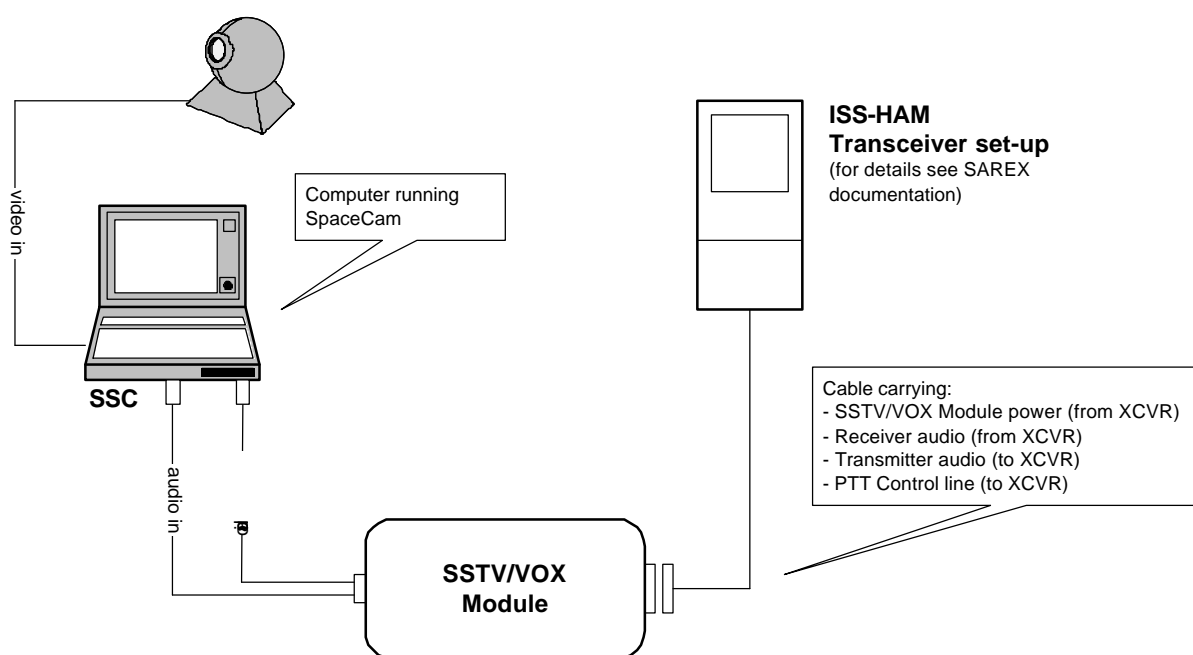 ISS-HAM
Transceiver set-up
(for details see SAREX
documentation)
Computer running
SpaceCam
video in
SSC
Cable carrying:
- SSTV/VOX Module power (from XCVR)
- Receiver audio (from XCVR)
- Transmitter audio (to XCVR)
- PTT Control line (to XCVR)
audio in
SSTV/VOX
Module